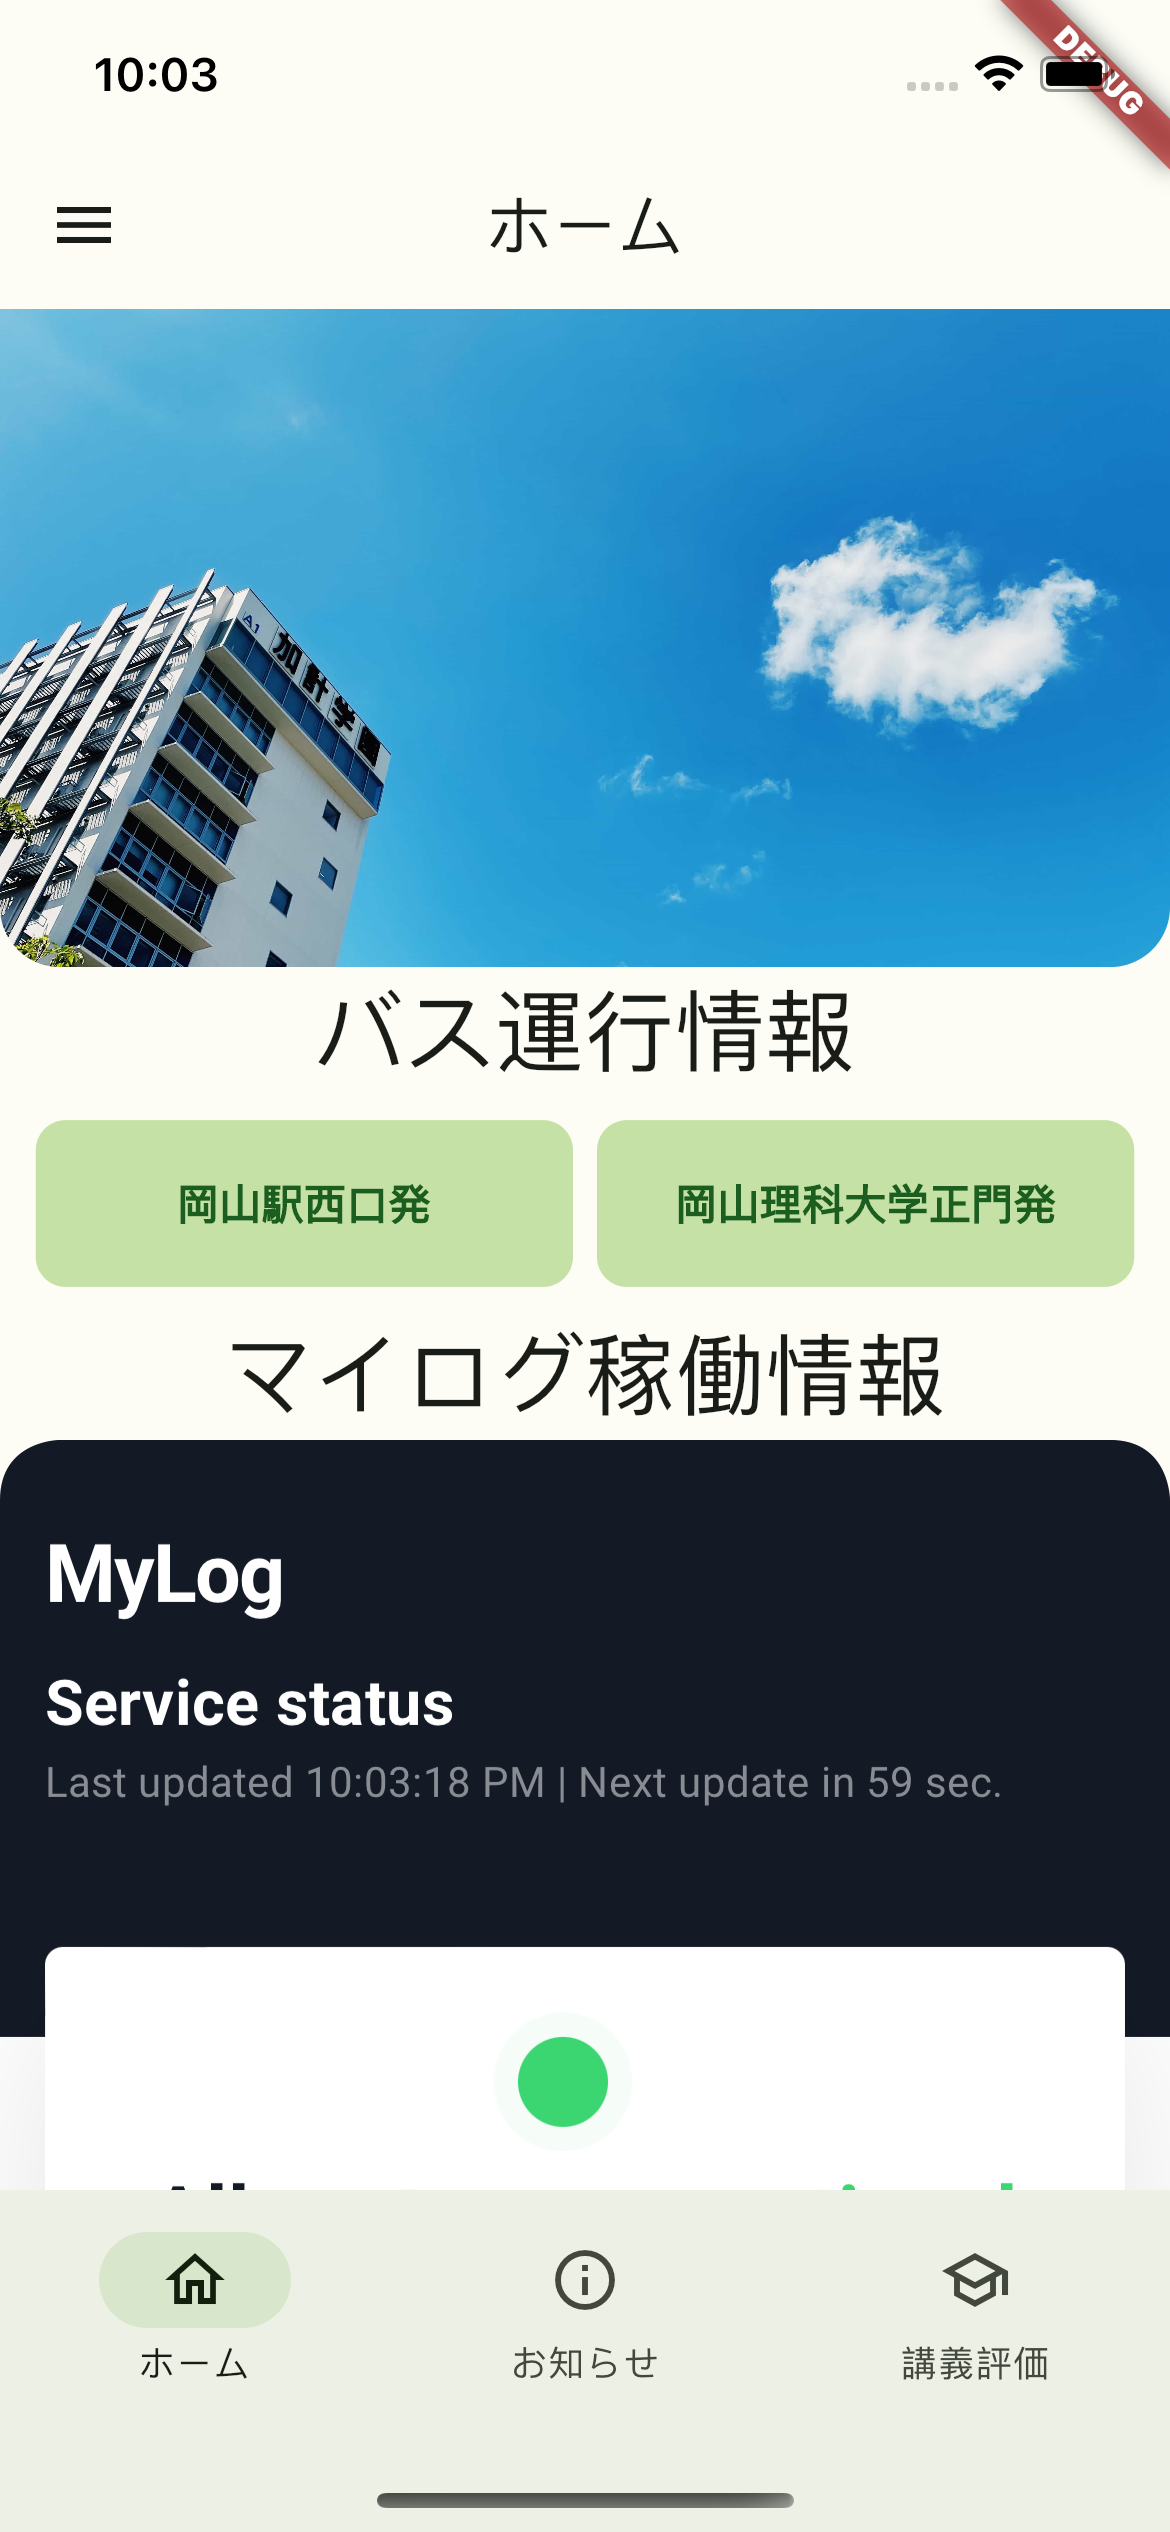 10:03
DEBUG
ホーム
A1
加計学園
バス運行情報
岡山駅西口発
岡山理科大学正門発
マイログ稼働情報
MyLog
Service status
Last updated 10:03:18 PM | Next update in 59 sec.
ホーム
お知らせ
講義評価